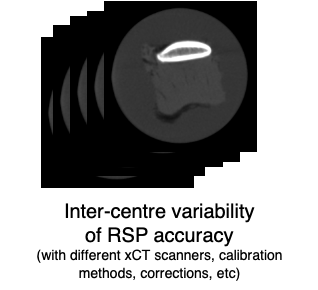 Inter-centre variability
of RSP accuracy
(with different xCT scanners, calibration
methods, corrections, etc)